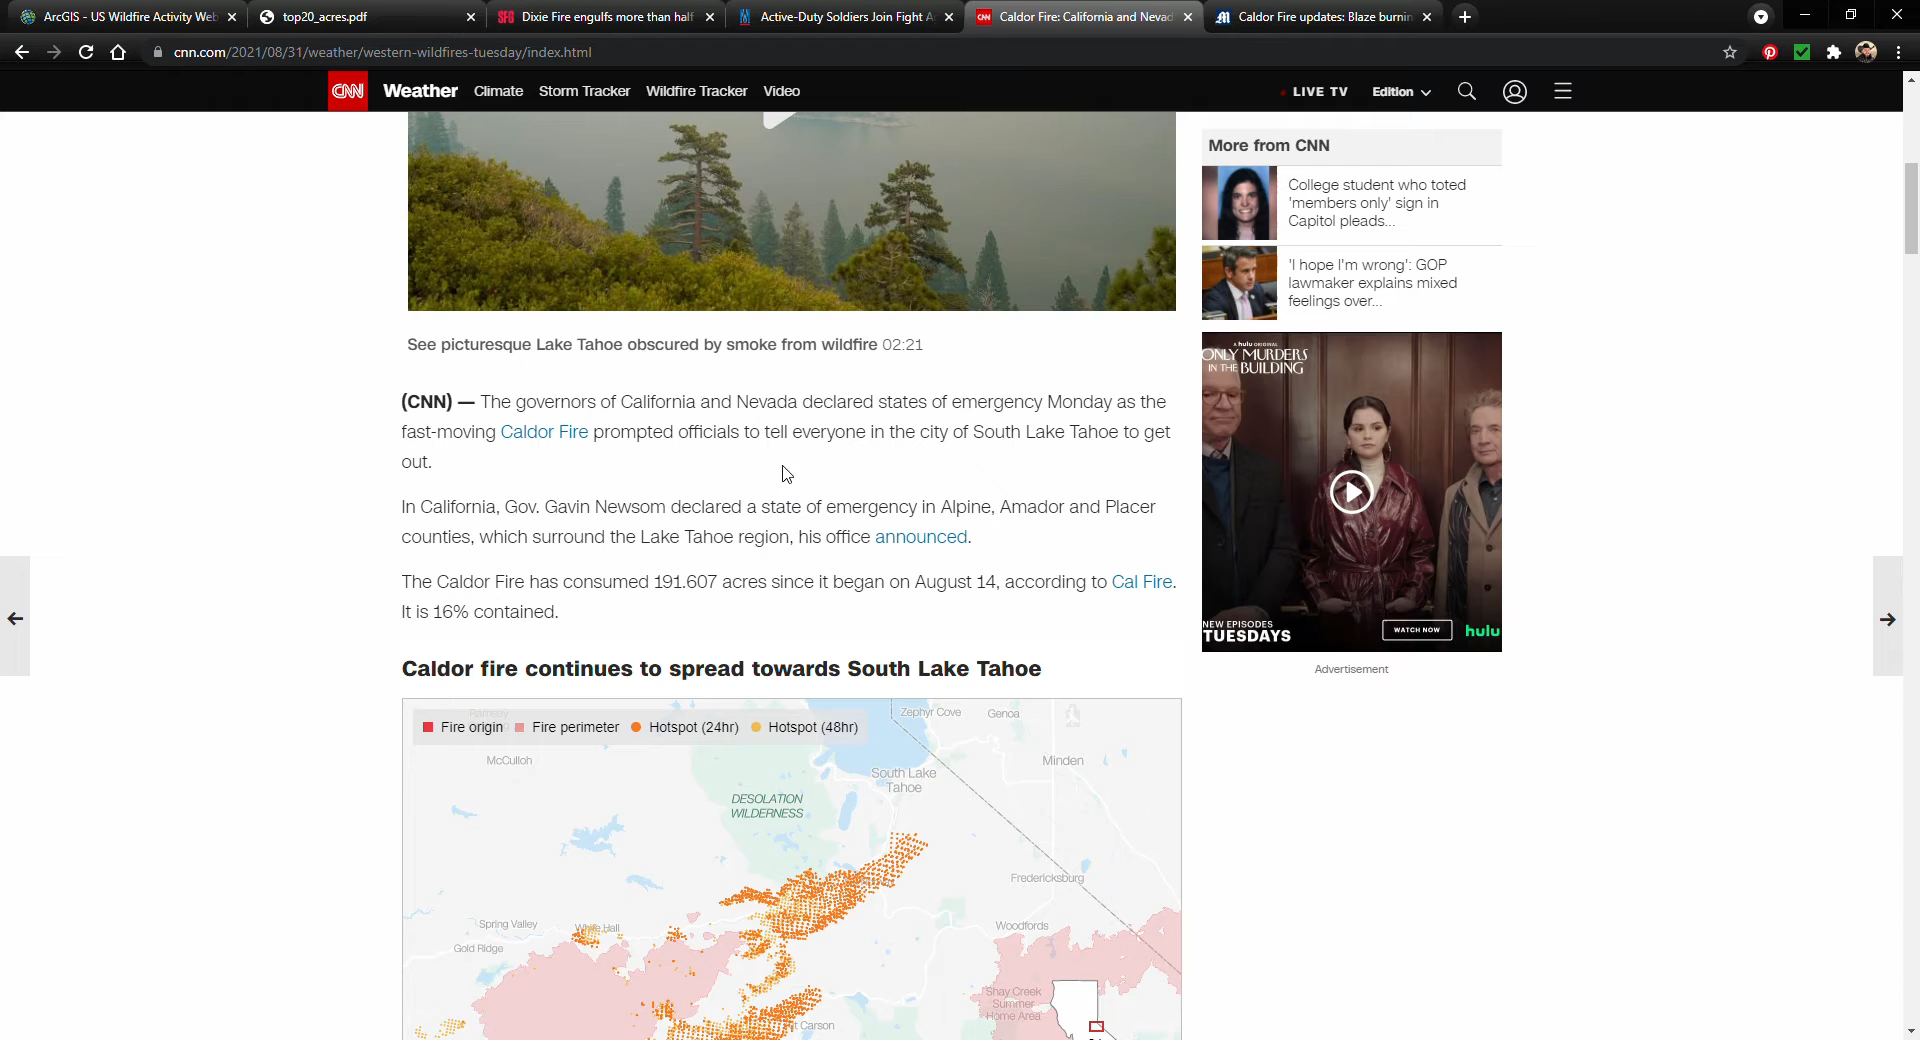 ArcGIS - US Wildfire Activity Web
top20_acres.pdf
SFG Dixie Fire engulfs more than half
Active-Duty Soldiers Join Fight A
CNN Caldor Fire: California and Nevad
Caldor Fire updates: Blaze burnin
cnn.com/2021/08/31/weather/western-wildfires-tuesday/index.html
CNN Weather Climate Storm Tracker Wildfire Tracker Video
LIVE TV Edition
See picturesque Lake Tahoe obscured by smoke from wildfire 02:21
(CNN) — The governors of California and Nevada declared states of emergency Monday as the
fast-moving Caldor Fire prompted officials to tell everyone in the city of South Lake Tahoe to get
out.
In California, Gov. Gavin Newsom declared a state of emergency in Alpine, Amador and Placer
counties, which surround the Lake Tahoe region, his office announced.
The Caldor Fire has consumed 191.607 acres since it began on August 14, according to Cal Fire.
It is 16% contained.
Caldor fire continues to spread towards South Lake Tahoe
Fire origin Fire perimeter Hotspot (24hr) Hotspot (48hr)
Zephyr Cove
Genoa
McCulloh
South Lake
Tahoe
Minden
DESOLATION
WILDERNESS
Fredericksburg
Spring Valley
White Hall
Woodfords
Gold Ridge
Shay Creek
Summer
Home Area
Carson
More from CNN
College student who toted
'members only' sign in
Capitol pleads...
'I hope I'm wrong': GOP
lawmaker explains mixed
feelings over...
A hulu ORIGINAL
ONLY MURDERS
IN THE BUILDING
NEW EPISODES
TUESDAYS
WATCH NOW
hulu
Advertisement